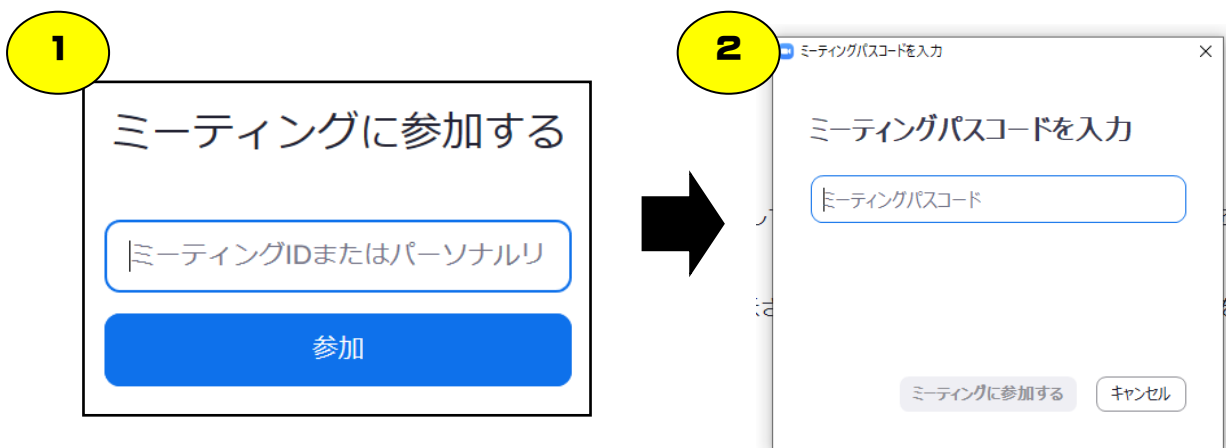 1
ミーティングに参加する
ミーティングIDまたはパーソナルリ
参加
2
ミーティングパスコードを入力
ミーティングパスコードを入力
ミーティングパスコード
ミーティングに参加する
キャンセル